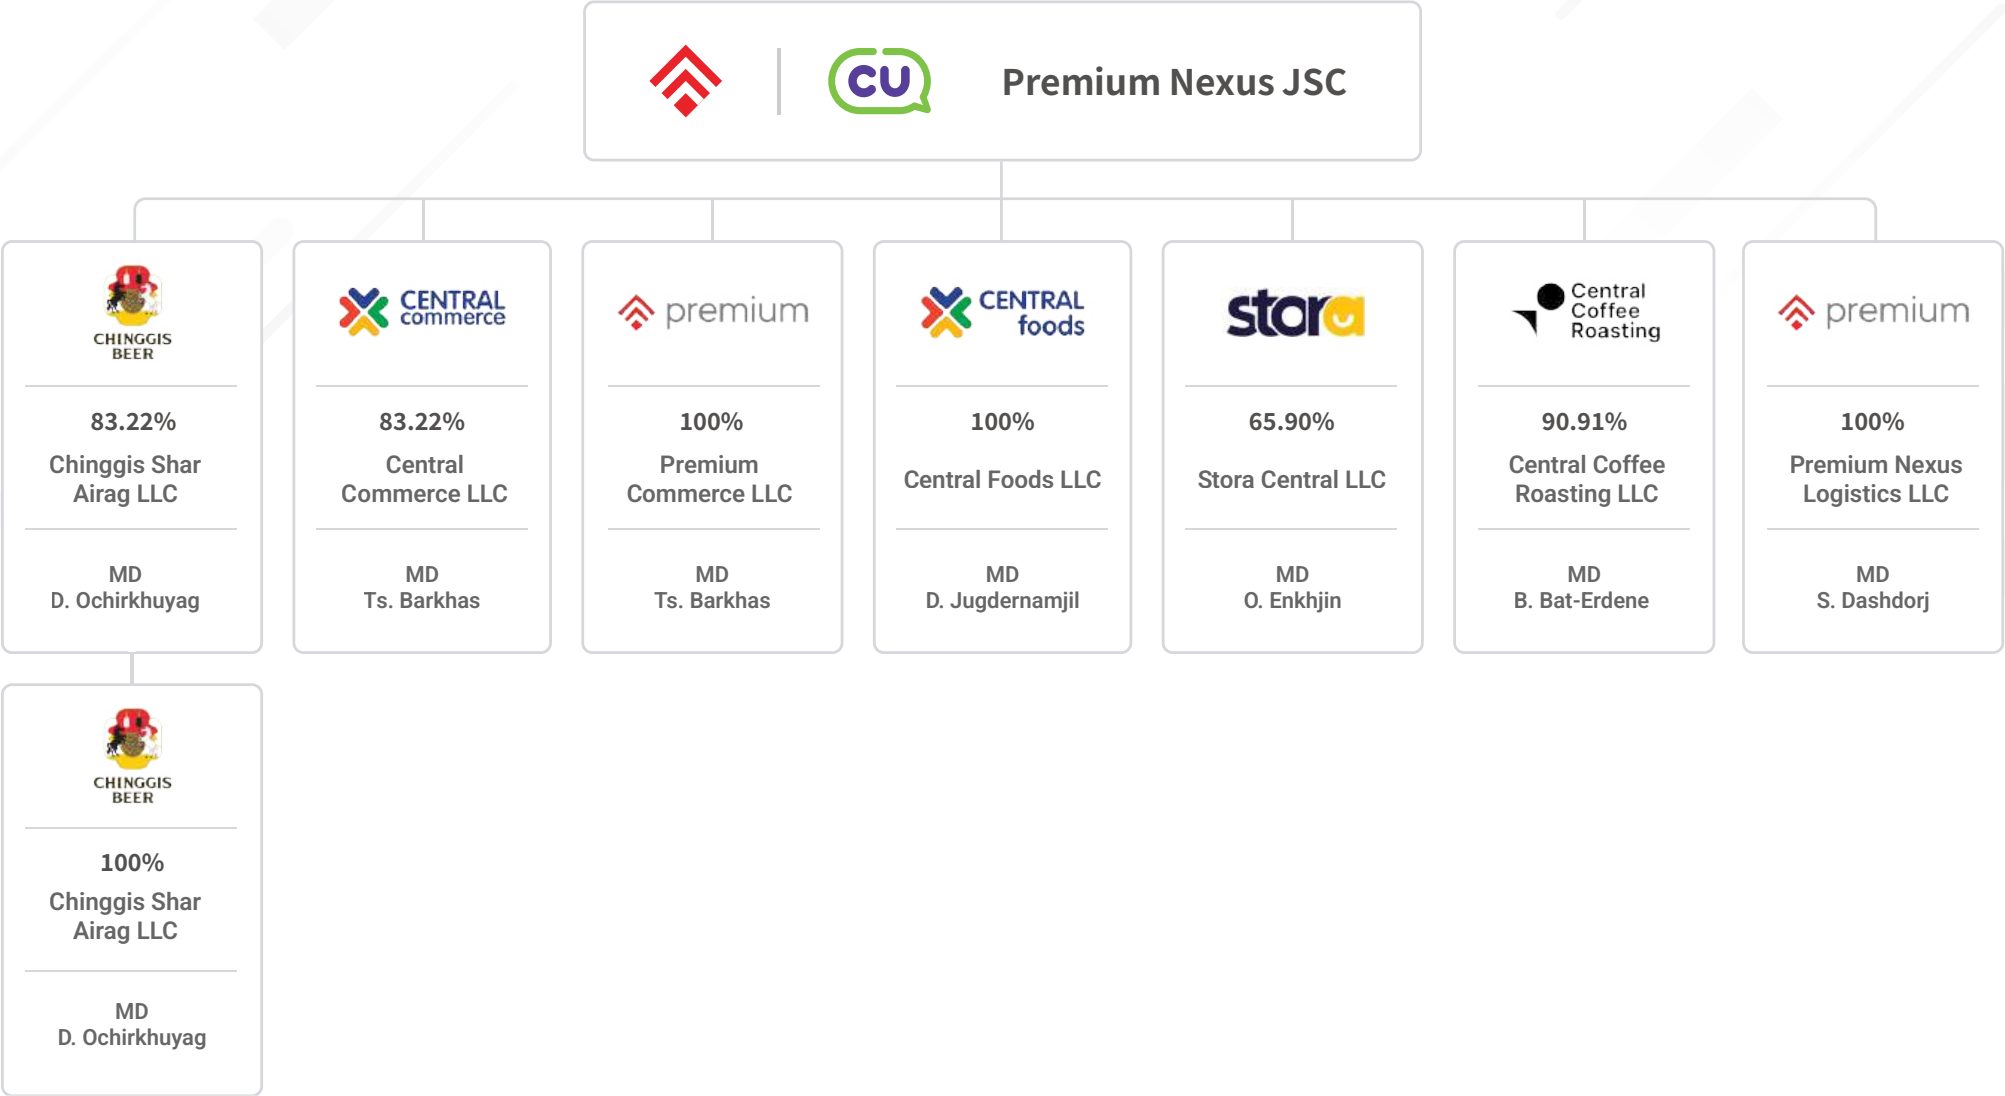 CU
Premium Nexus JSC
CHINGGIS
BEER
83.22%
Chinggis Shar
Airag LLC
MD
D. Ochirkhuyag
CENTRAL
commerce
83.22%
Central
Commerce LLC
MD
Ts. Barkhas
premium
100%
Premium
Commerce LLC
MD
Ts. Barkhas
CENTRAL
foods
100%
Central Foods LLC
MD
D. Jugdernamjil
stora
65.90%
Stora Central LLC
MD
O. Enkhjin
Central
Coffee
Roasting
90.91%
Central Coffee
Roasting LLC
MD
B. Bat-Erdene
premium
100%
Premium Nexus
Logistics LLC
MD
S. Dashdorj
CHINGGIS
BEER
100%
Chinggis Shar
Airag LLC
MD
D. Ochirkhuyag